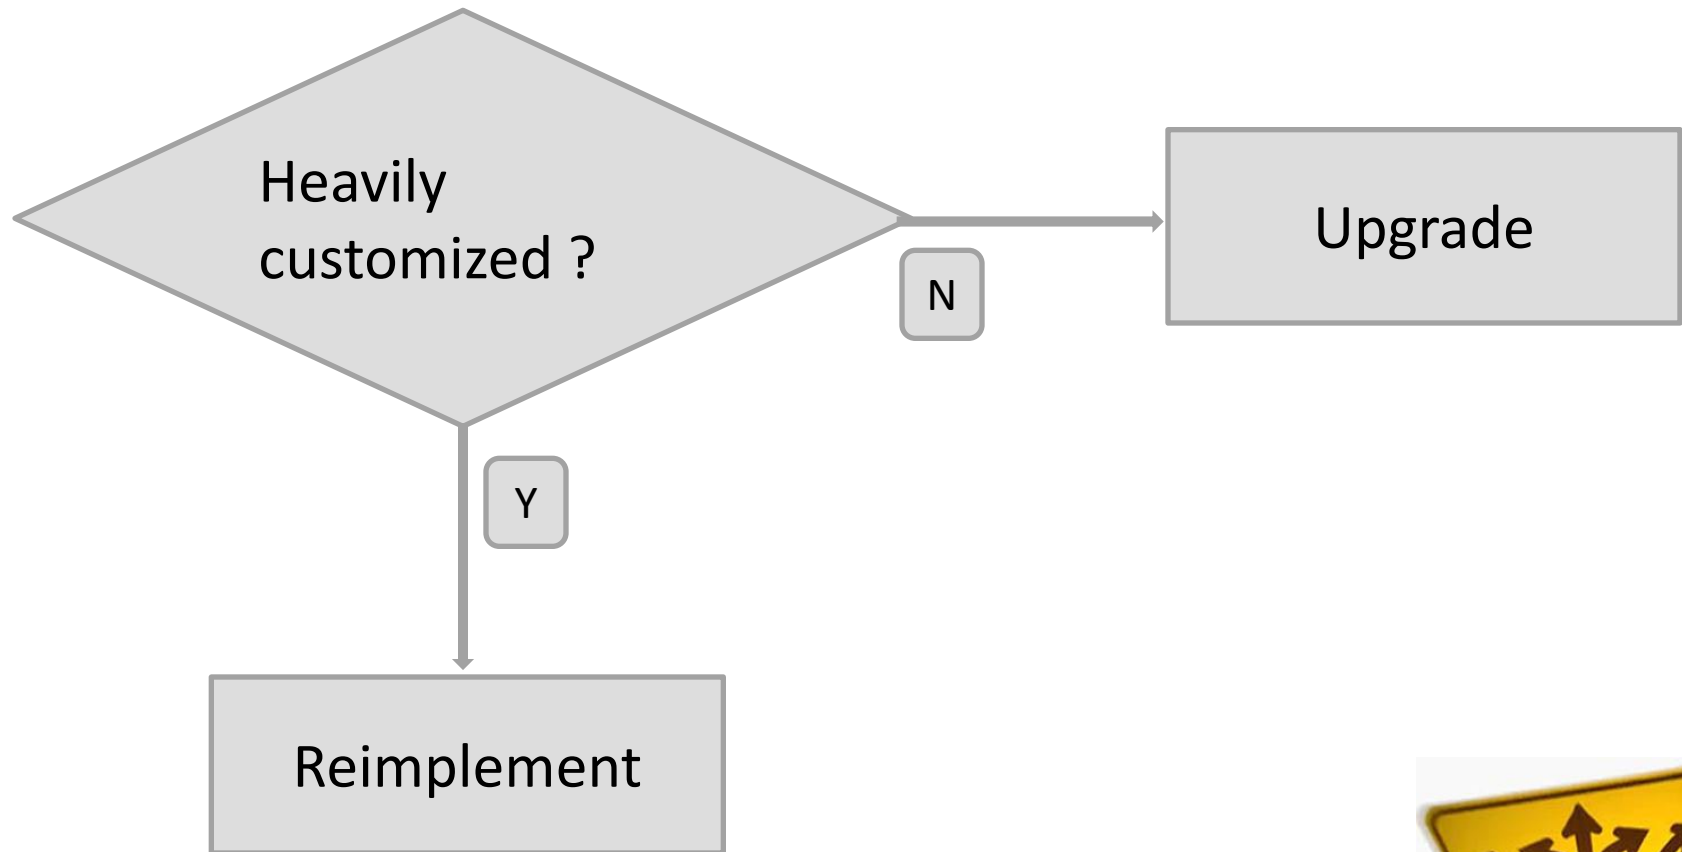 Heavily
customized ?
N
Upgrade
Y
Reimplement